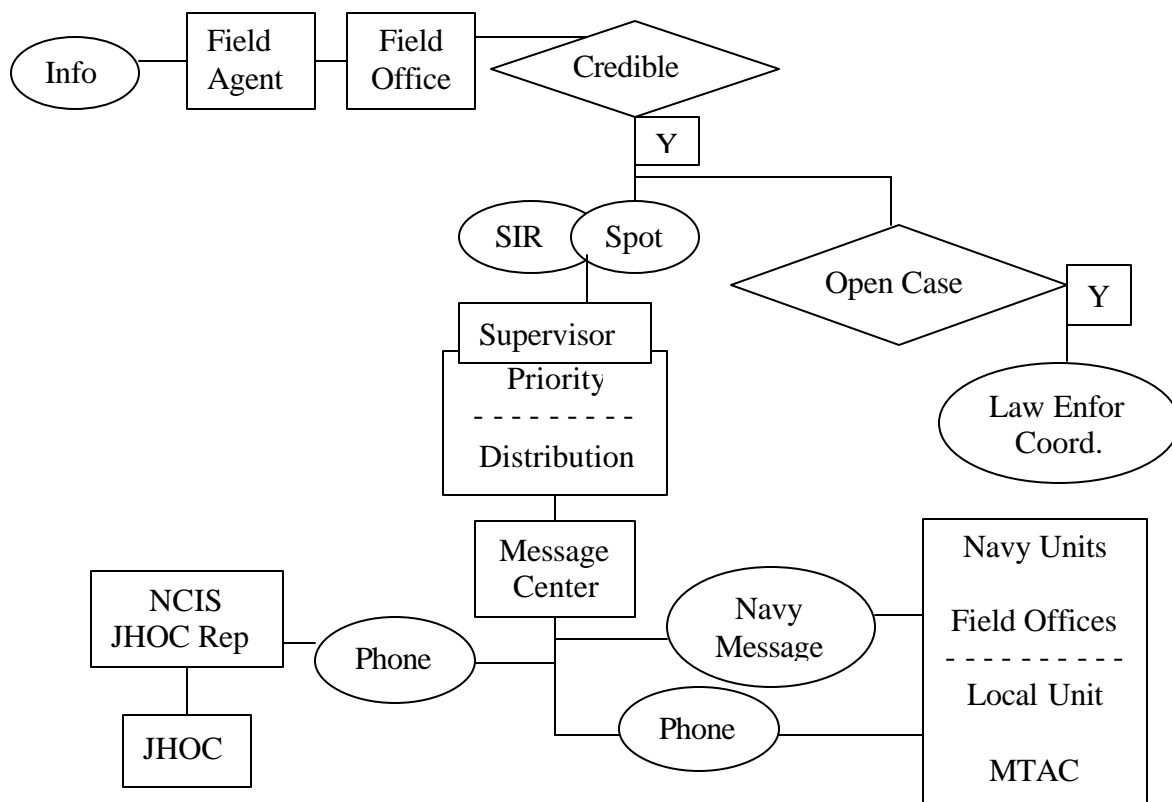 Info
Field
Agent
Field
Office
Credible
Y
SIR
Spot
Open Case
Y
Supervisor
Priority
- - - - - - - - -
Distribution
Law Enfor
Coord.
Message
Center
NCIS
JHOC Rep
Phone
JHOC
Navy
Message
Phone
Navy Units
Field Offices
- - - - - - - - - -
Local Unit
MTAC